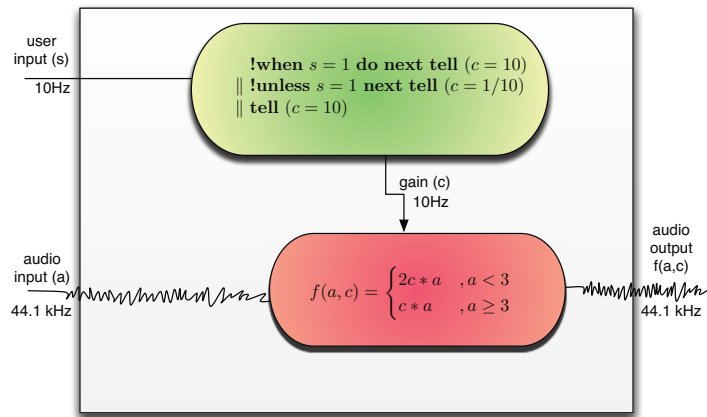 user
input (s)
10Hz
!when s = 1 do next tell (c = 10)
‖ !unless s = 1 next tell (c = 1/10)
‖ tell (c = 10)
gain (c)
10Hz
audio
input (a)
44.1 kHz
f(a, c) = { 2c ∗ a , a < 3
c ∗ a , a ≥ 3
audio
output
f(a,c)
44.1 kHz